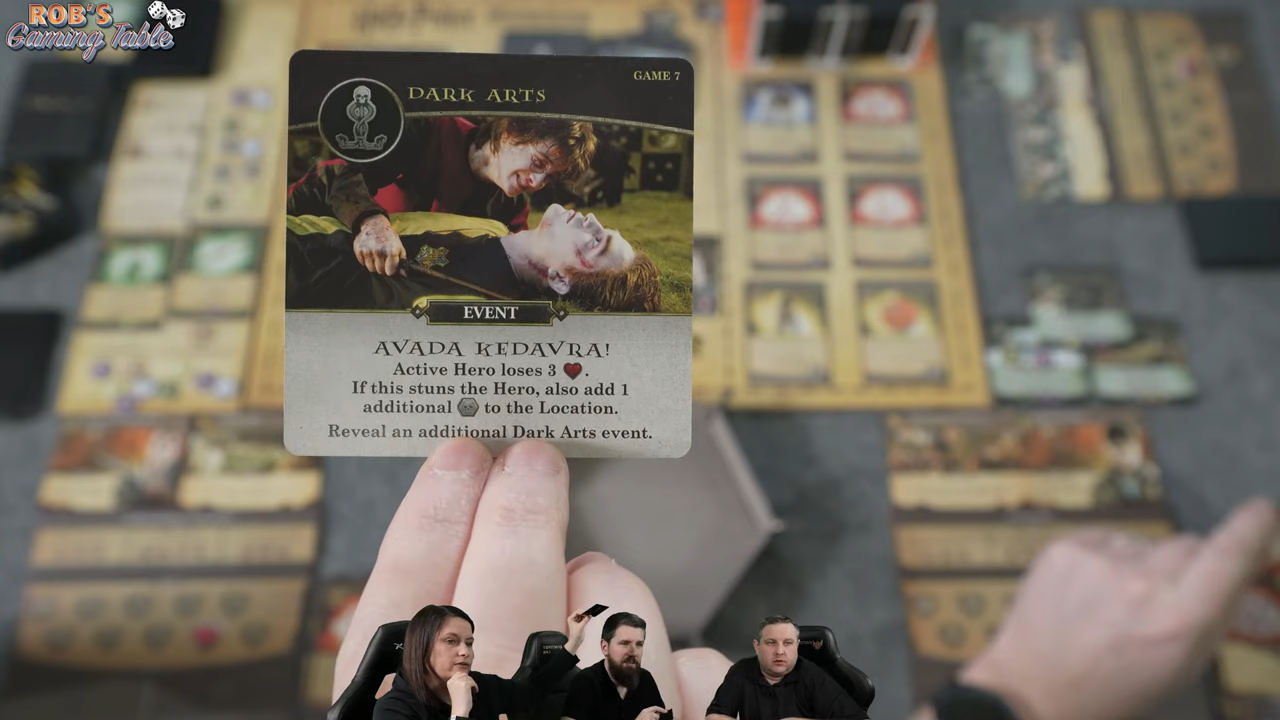 ROB'S
Gaming Table
GAME 7
DARK ARTS
EVENT
AVADA KEDAVRA!
Active Hero loses 3 .
If this stuns the Hero, also add 1
additional to the Location.
Reveal an additional Dark Arts event.